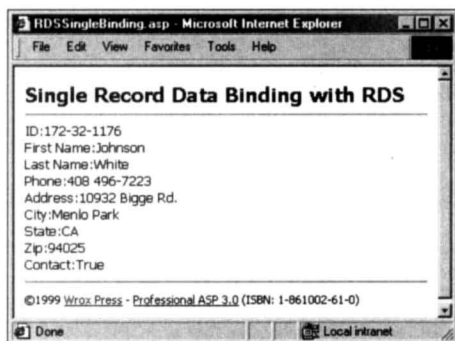 RDSSingleBinding.asp - Microsoft Internet Explorer
File Edit View Favorites Tools Help
Single Record Data Binding with RDS
ID:172-32-1176
First Name:Johnson
Last Name:White
Phone:408 496-7223
Address:10932 Bigge Rd.
City:Menlo Park
State:CA
Zip:94025
Contact:True
©1999 Wrox Press - Professional ASP 3.0 (ISBN: 1-861002-61-0)
Done Local intranet